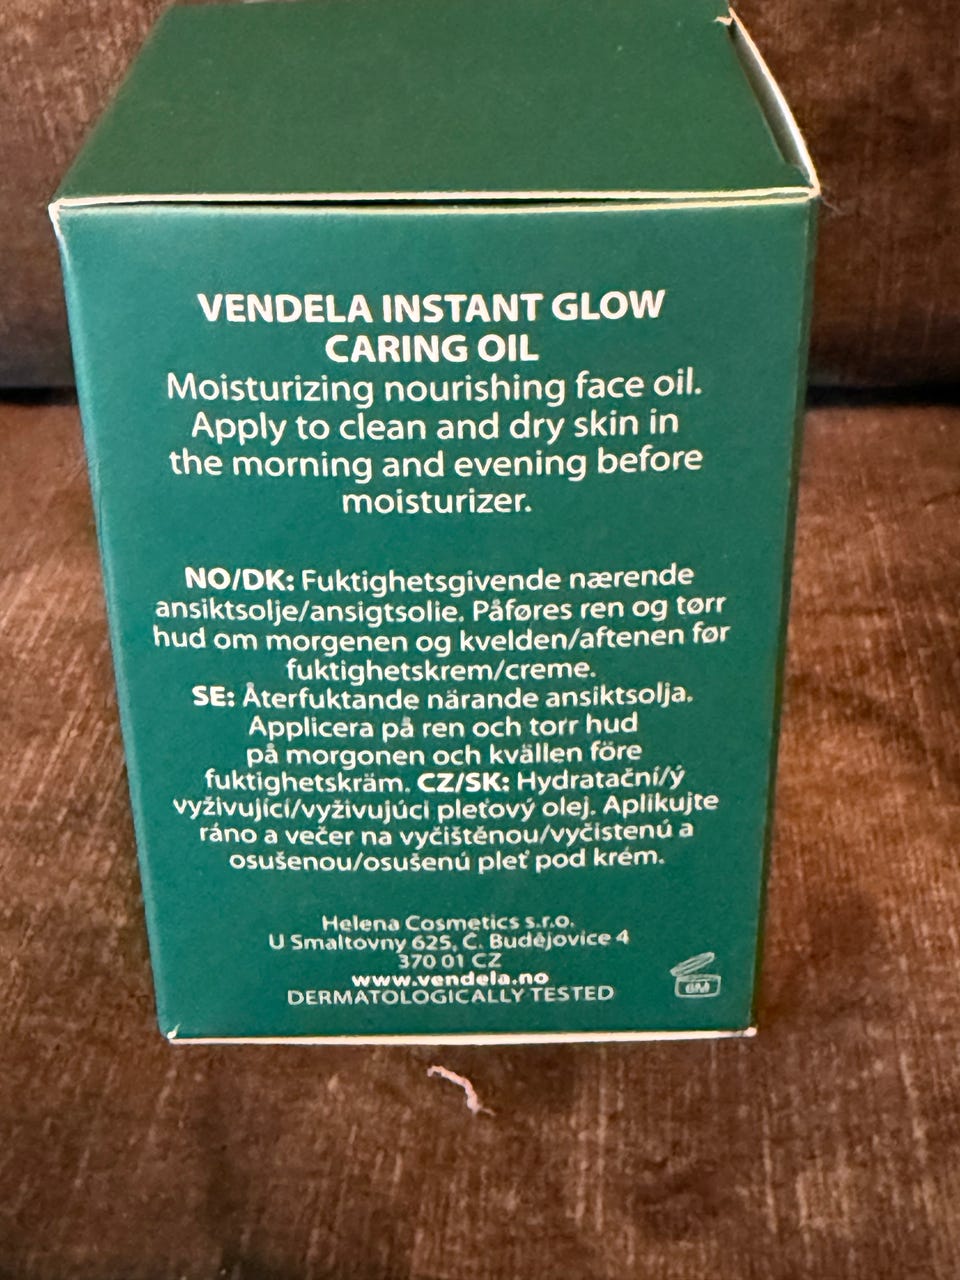 VENDELA INSTANT GLOW
CARING OIL
Moisturizing nourishing face oil.
Apply to clean and dry skin in
the morning and evening before
moisturizer.
NO/DK: Fuktighetsgivende nærende
ansiktsolje/ansigtsolie. Påføres ren og tørr
hud om morgenen og kvelden/aftenen før
fuktighetskrem/creme.
SE: Återfuktande närande ansiktsolja.
Applicera på ren och torr hud
på morgonen och kvällen före
fuktighetskräm. CZ/SK: Hydratační/ý
vyživující/vyživujúci pleťový olej. Aplikujte
ráno a večer na vyčištěnou/vyčistenú a
osušenou/osušenú pleť pod krém.
Helena Cosmetics s.r.o.
U Smaltovny 625, Č. Budějovice 4
370 01 CZ
www.vendela.no
DERMATOLOGICALLY TESTED
6M